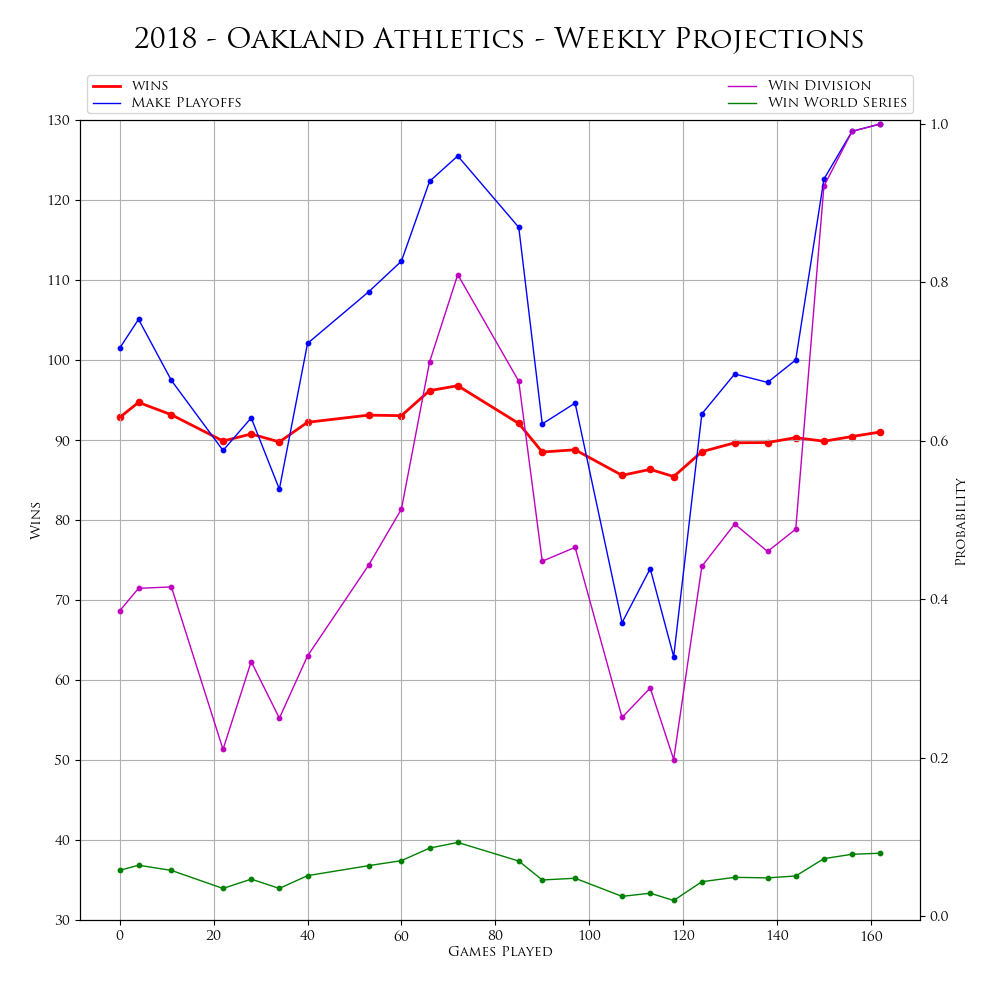 2018 - Oakland Athletics - Weekly Projections
wins
Make Playoffs
Win Division
Win World Series
130
120
110
100
90
80
70
60
50
40
30
Wins
1.0
0.8
0.6
0.4
0.2
0.0
Probability
0 20 40 60 80 100 120 140 160
Games Played